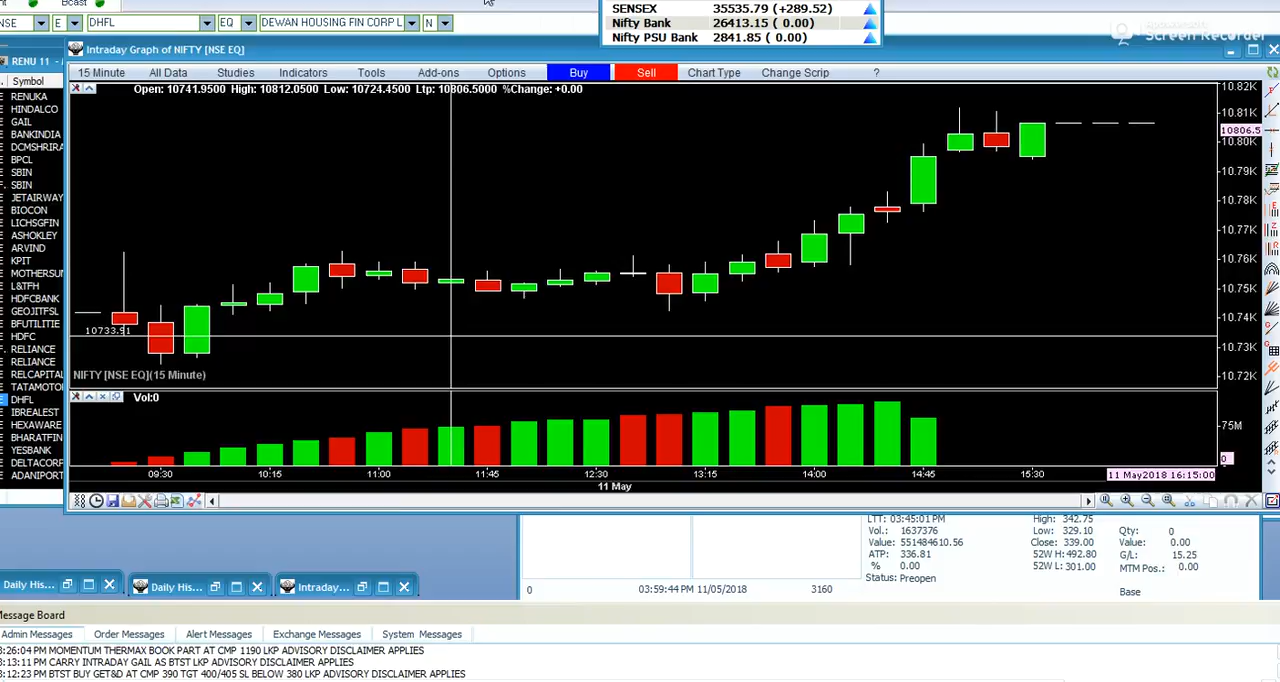 nt
Bcast
SENSEX 35535.79 (+289.52)
Nifty Bank 26413.15 ( 0.00)
Nifty PSU Bank 2841.85 ( 0.00)
NSE E DHFL EQ DEWAN HOUSING FIN CORP L N
Screen Recorder
RENU 11 -
Intraday Graph of NIFTY [NSE EQ]
15 Minute All Data Studies Indicators Tools Add-ons Options Buy Sell Chart Type Change Scrip ?
Open: 10741.9500 High: 10812.0500 Low: 10724.4500 Ltp: 10806.5000 %Change: +0.00
Symbol
RENUKA
HINDALCO
GAIL
BANKINDIA
DCMSHRIRA
BPCL
SBIN
SBIN
JETAIRWAY
BIOCON
LICHSGFIN
ASHOKLEY
ARVIND
KPIT
MOTHERSUN
L&TFH
HDFCBANK
GEOJITFSL
BFUTILITIE
HDFC
RELIANCE
RELIANCE
RELCAPITAL
TATAMOTO
DHFL
IBREALEST
HEXAWARE
BHARATFIN
YESBANK
DELTACORP
ADANIPORT
10.82K
10.81K
10806.5
10.80K
10.79K
10.78K
10.77K
10.76K
10.75K
10.74K
10.73K
10.72K
10733.91
NIFTY [NSE EQ](15 Minute)
Vol:0
75M
0
09:30 10:15 11:00 11:45 12:30 13:15 14:00 14:45 15:30
11 May2018 16:15:00
11 May
LTT: 03:45:01 PM
Vol.: 1637376
Value: 551484610.56
ATP: 336.81
% 0.00
Status: Preopen
High: 342.75
Low: 329.10
Close: 339.00
52W H: 492.80
52W L: 301.00
Qty: 0
Value: 0.00
G/L: 15.25
MTM Pos.: 0.00
Base
0 03:59:44 PM 11/05/2018 3160
Daily His... Daily His... Intraday...
Message Board
Admin Messages Order Messages Alert Messages Exchange Messages System Messages
3:26:04 PM MOMENTUM THERMAX BOOK PART AT CMP 1190 LKP ADVISORY DISCLAIMER APPLIES
3:13:11 PM CARRY INTRADAY GAIL AS BTST LKP ADVISORY DISCLAIMER APPLIES
3:12:23 PM BTST BUY GET&D AT CMP 390 TGT 400/405 SL BELOW 380 LKP ADVISORY DISCLAIMER APPLIES